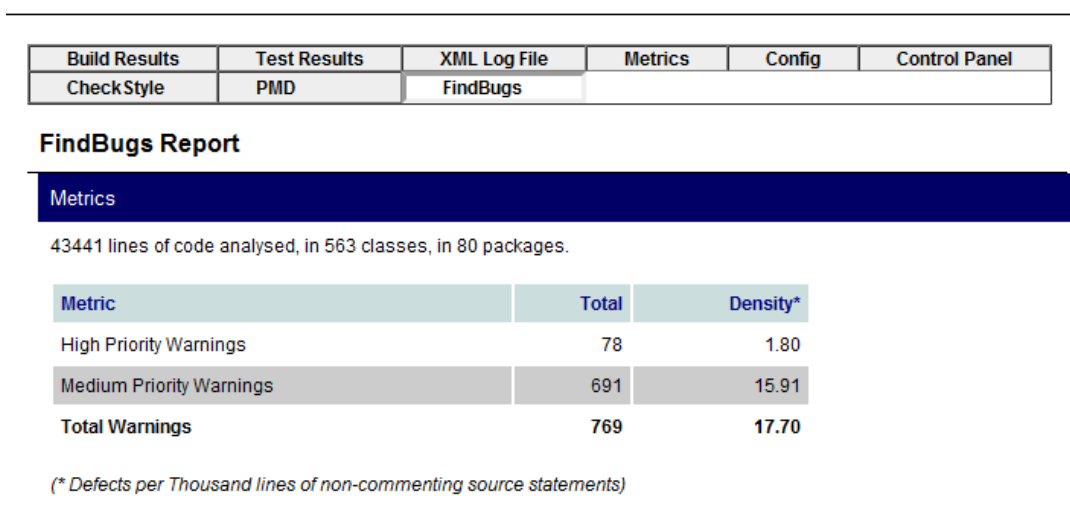 Build Results Test Results XML Log File Metrics Config Control Panel
CheckStyle PMD FindBugs
FindBugs Report
Metrics
43441 lines of code analysed, in 563 classes, in 80 packages.
Metric Total Density*
High Priority Warnings 78 1.80
Medium Priority Warnings 691 15.91
Total Warnings 769 17.70
(* Defects per Thousand lines of non-commenting source statements)